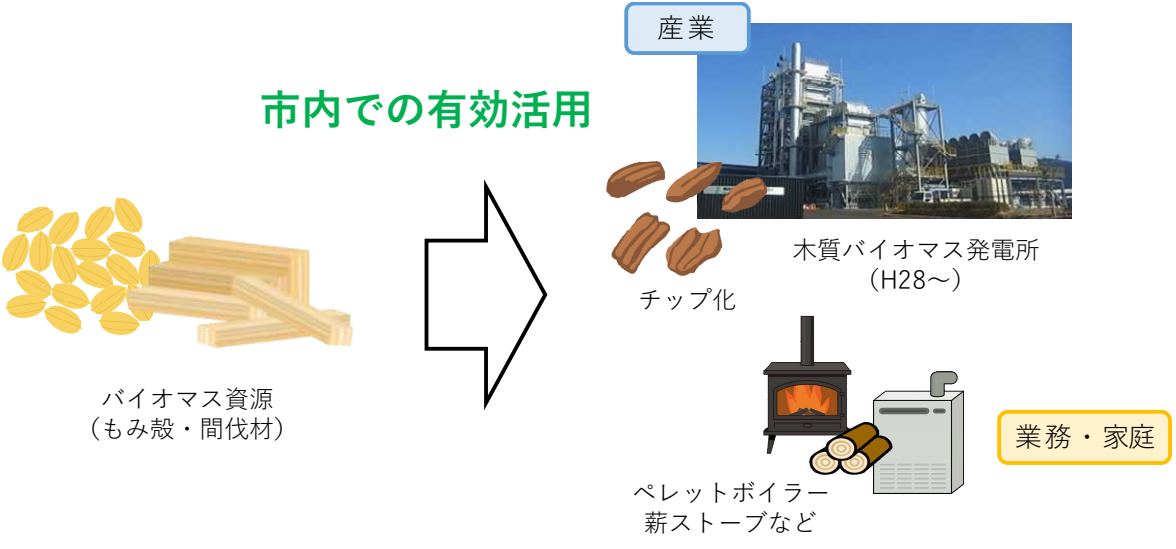 産業
市内での有効活用
木質バイオマス発電所
（H28～）
チップ化
バイオマス資源
（もみ殻・間伐材）
業務・家庭
ペレットボイラー
薪ストーブなど